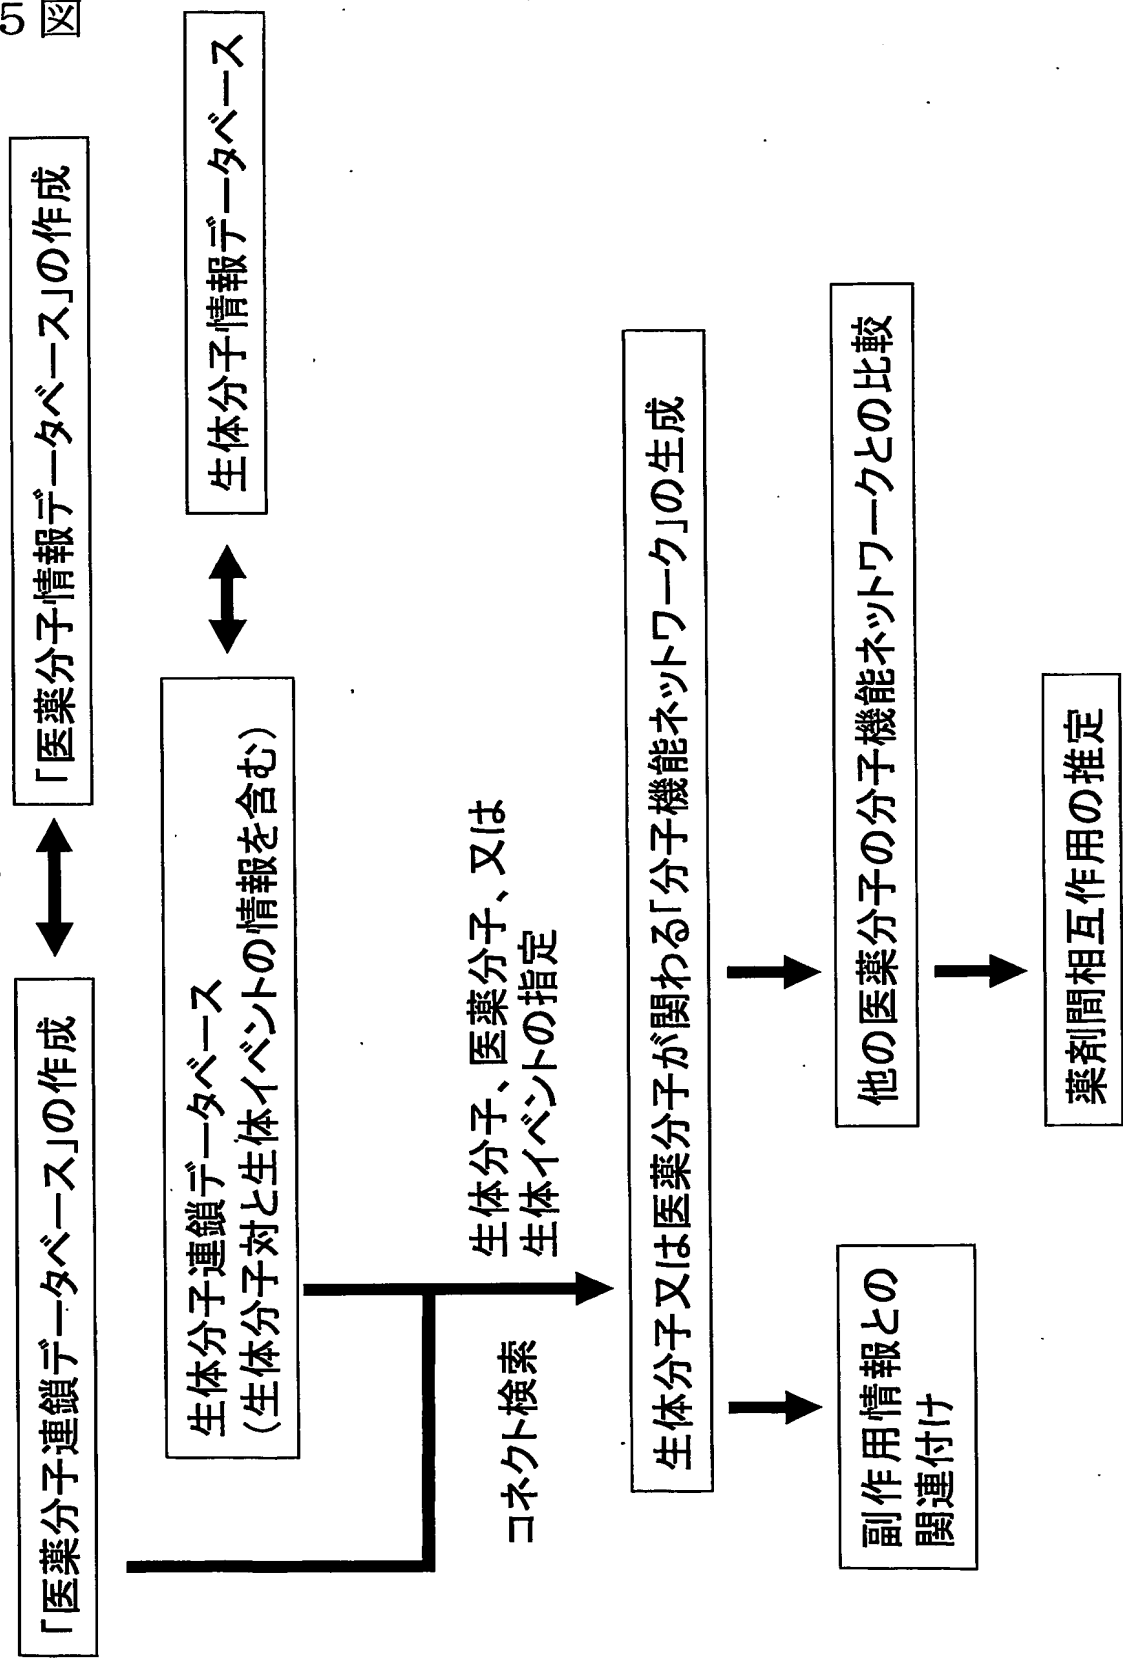 5図
「医薬分子連鎖データベース」の作成
「医薬分子情報データベース」の作成
生体分子連鎖データベース
(生体分子対と生体イベントの情報を含む)
生体分子情報データベース
コネクト検索
生体分子、医薬分子、又は
生体イベントの指定
生体分子又は医薬分子が関わる「分子機能ネットワーク」の生成
副作用情報との
関連付け
他の医薬分子の分子機能ネットワークとの比較
薬剤間相互作用の推定